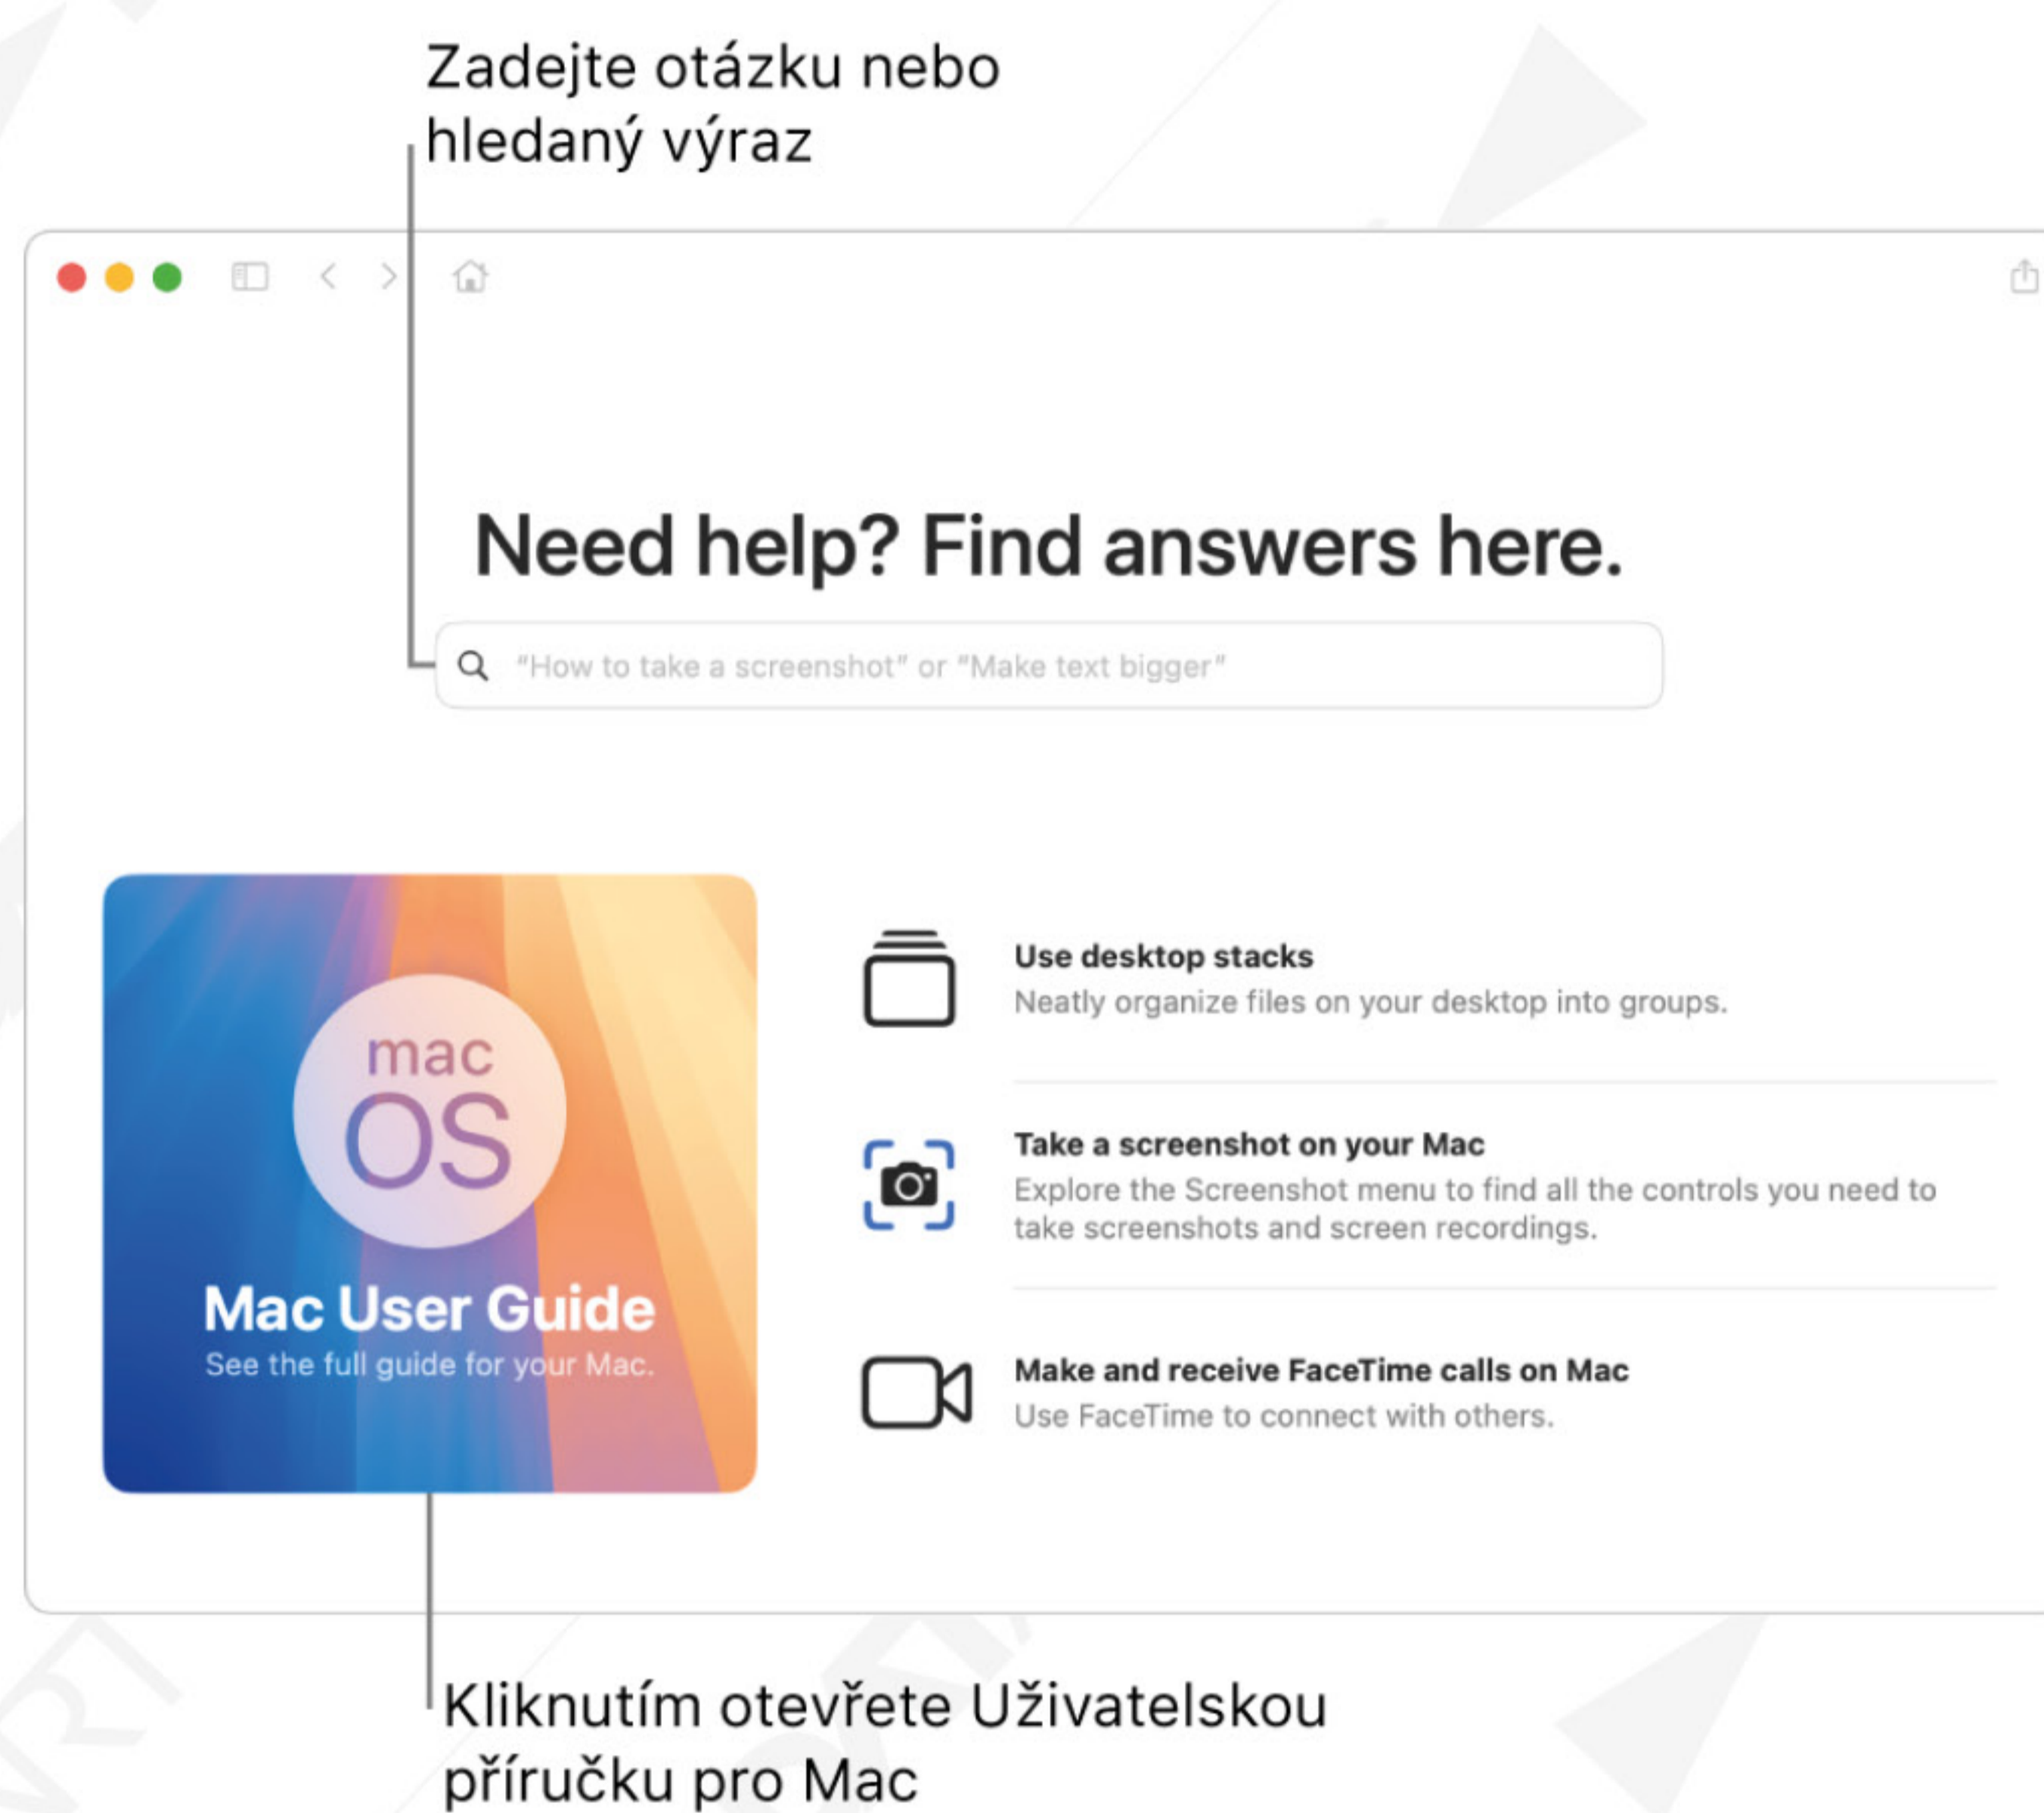 Zadejte otázku nebo
hledaný výraz
Need help? Find answers here.
“How to take a screenshot” or “Make text bigger”
mac
OS
Mac User Guide
See the full guide for your Mac.
Use desktop stacks
Neatly organize files on your desktop into groups.
Take a screenshot on your Mac
Explore the Screenshot menu to find all the controls you need to
take screenshots and screen recordings.
Make and receive FaceTime calls on Mac
Use FaceTime to connect with others.
Kliknutím otevřete Uživatelskou
příručku pro Mac